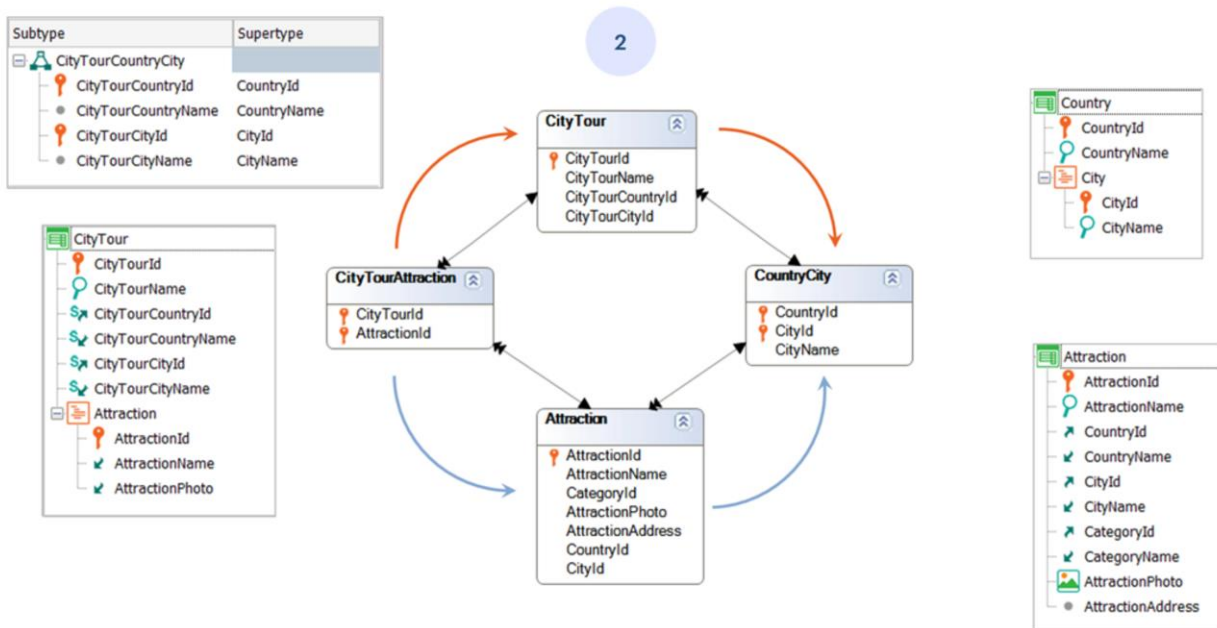 Subtype Supertype
CityTourCountryCity
CityTourCountryId CountryId
CityTourCountryName CountryName
CityTourCityId CityId
CityTourCityName CityName
2
CityTour
CityTourId
CityTourName
CityTourCountryId
CityTourCityId
Country
CountryId
CountryName
City
CityId
CityName
CityTour
CityTourId
CityTourName
CityTourCountryId
CityTourCountryName
CityTourCityId
CityTourCityName
Attraction
AttractionId
AttractionName
AttractionPhoto
CityTourAttraction
CityTourId
AttractionId
CountryCity
CountryId
CityId
CityName
Attraction
AttractionId
AttractionName
CategoryId
AttractionPhoto
AttractionAddress
CountryId
CityId
Attraction
AttractionId
AttractionName
CountryId
CountryName
CityId
CityName
CategoryId
CategoryName
AttractionPhoto
AttractionAddress